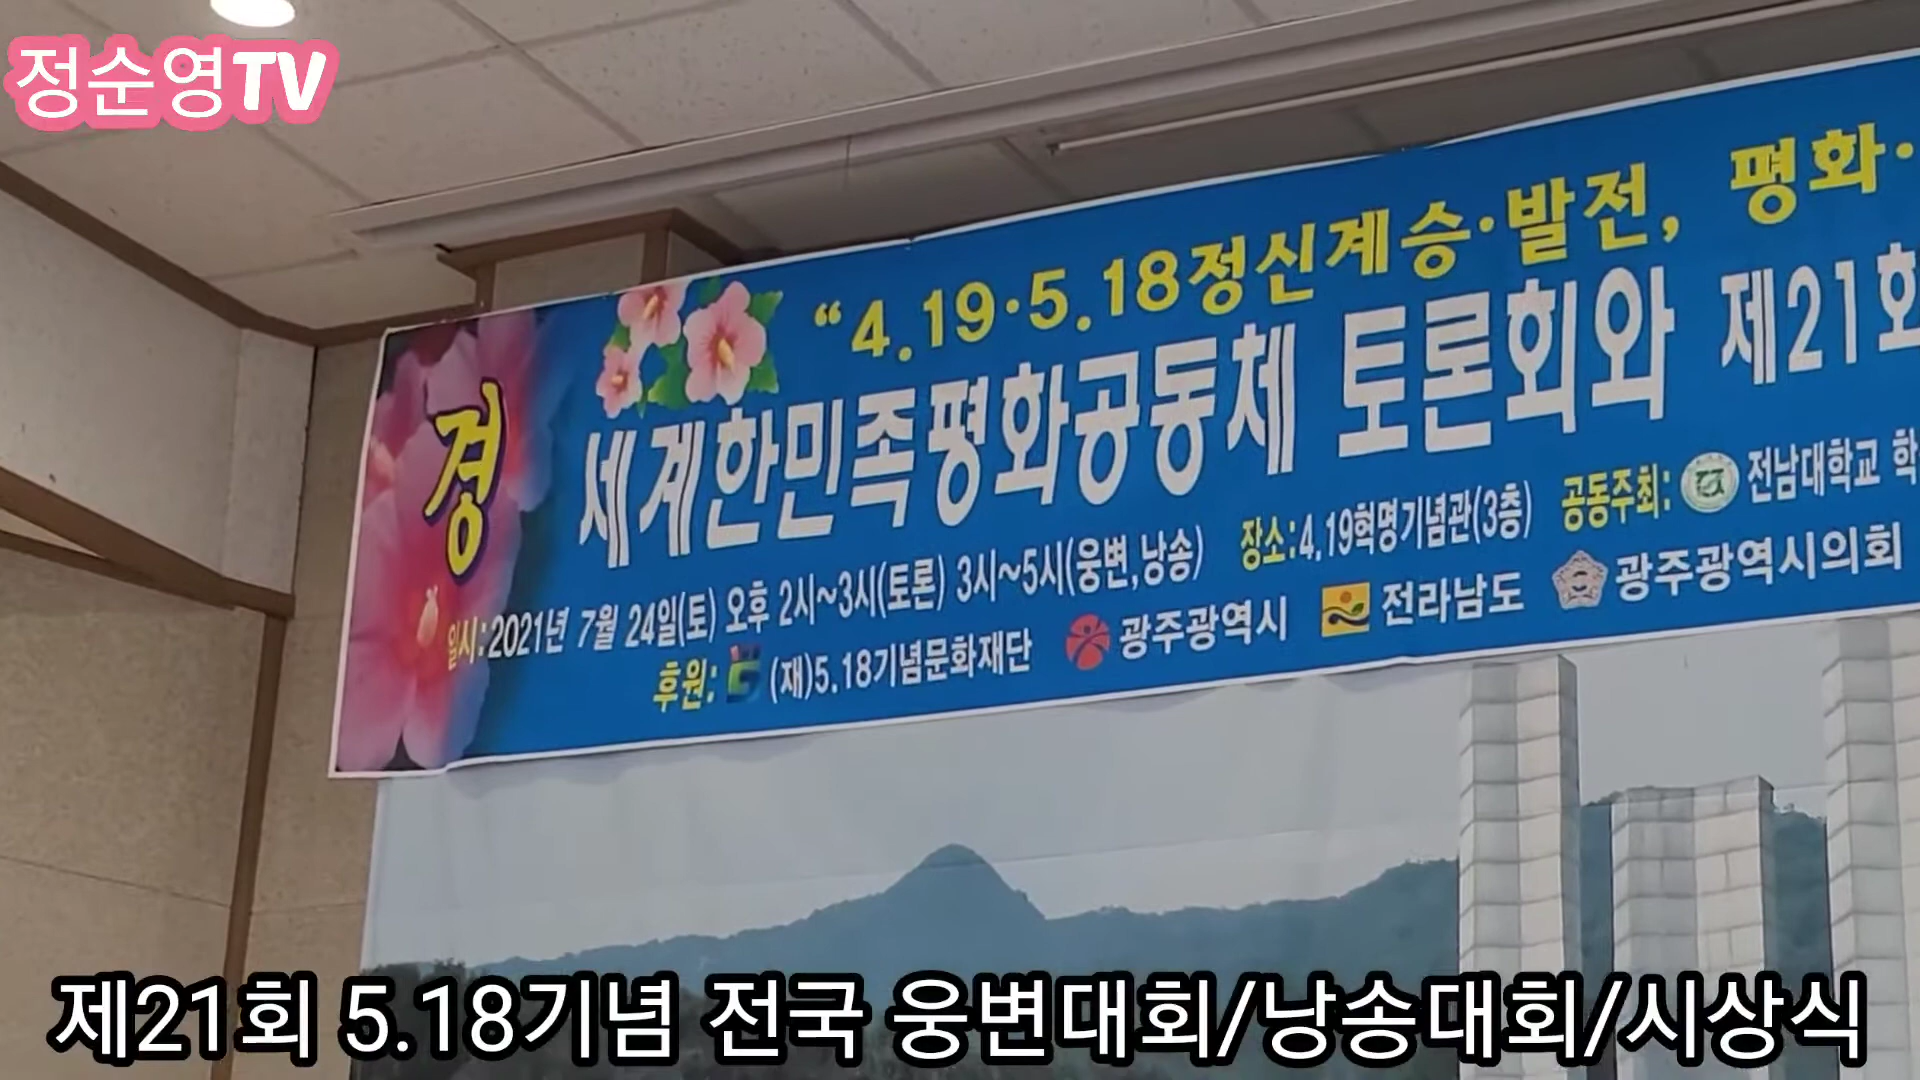 정순영TV
“4.19·5.18정신계승·발전, 평화·
경
세계한민족평화공동체 토론회와 제21회
일시:2021년 7월 24일(토) 오후 2시~3시(토론) 3시~5시(웅변,낭송) 장소:4.19혁명기념관(3층) 공동주최: 전남대학교
후원: (재)5.18기념문화재단 광주광역시 전라남도 광주광역시의회
제21회 5.18기념 전국 웅변대회/낭송대회/시상식